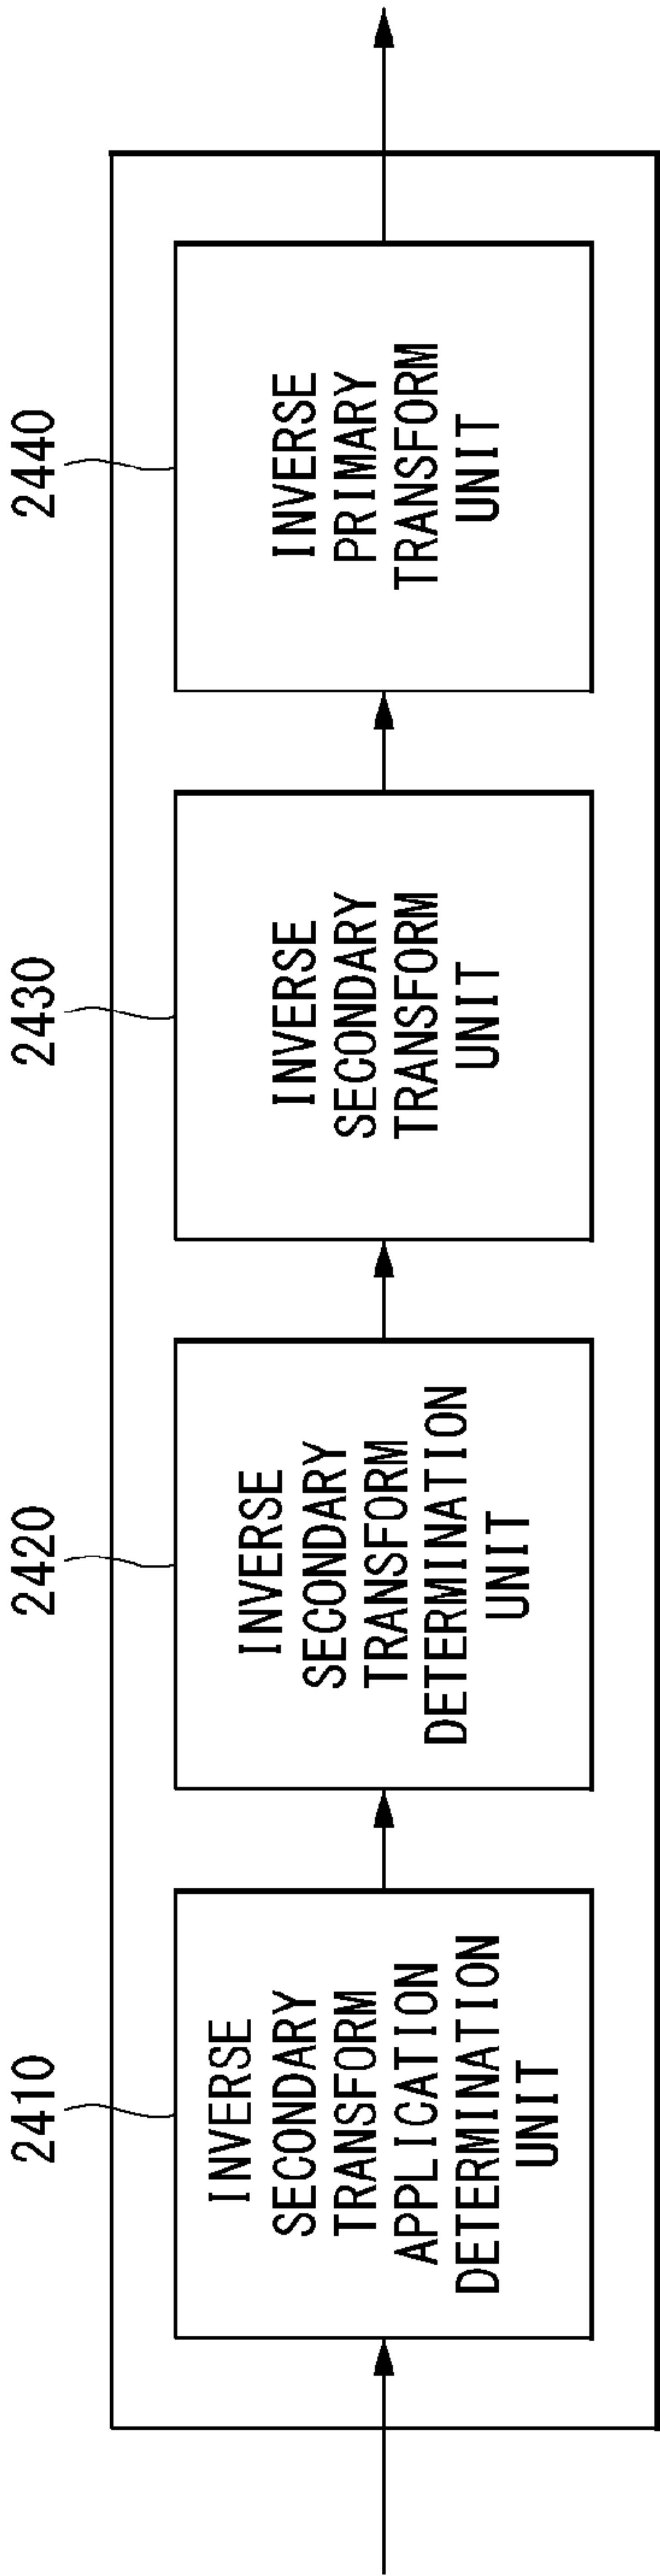 2410
INVERSE
SECONDARY
TRANSFORM
APPLICATION
DETERMINATION
UNIT
2420
INVERSE
SECONDARY
TRANSFORM
DETERMINATION
UNIT
2430
INVERSE
SECONDARY
TRANSFORM
UNIT
2440
INVERSE
PRIMARY
TRANSFORM
UNIT